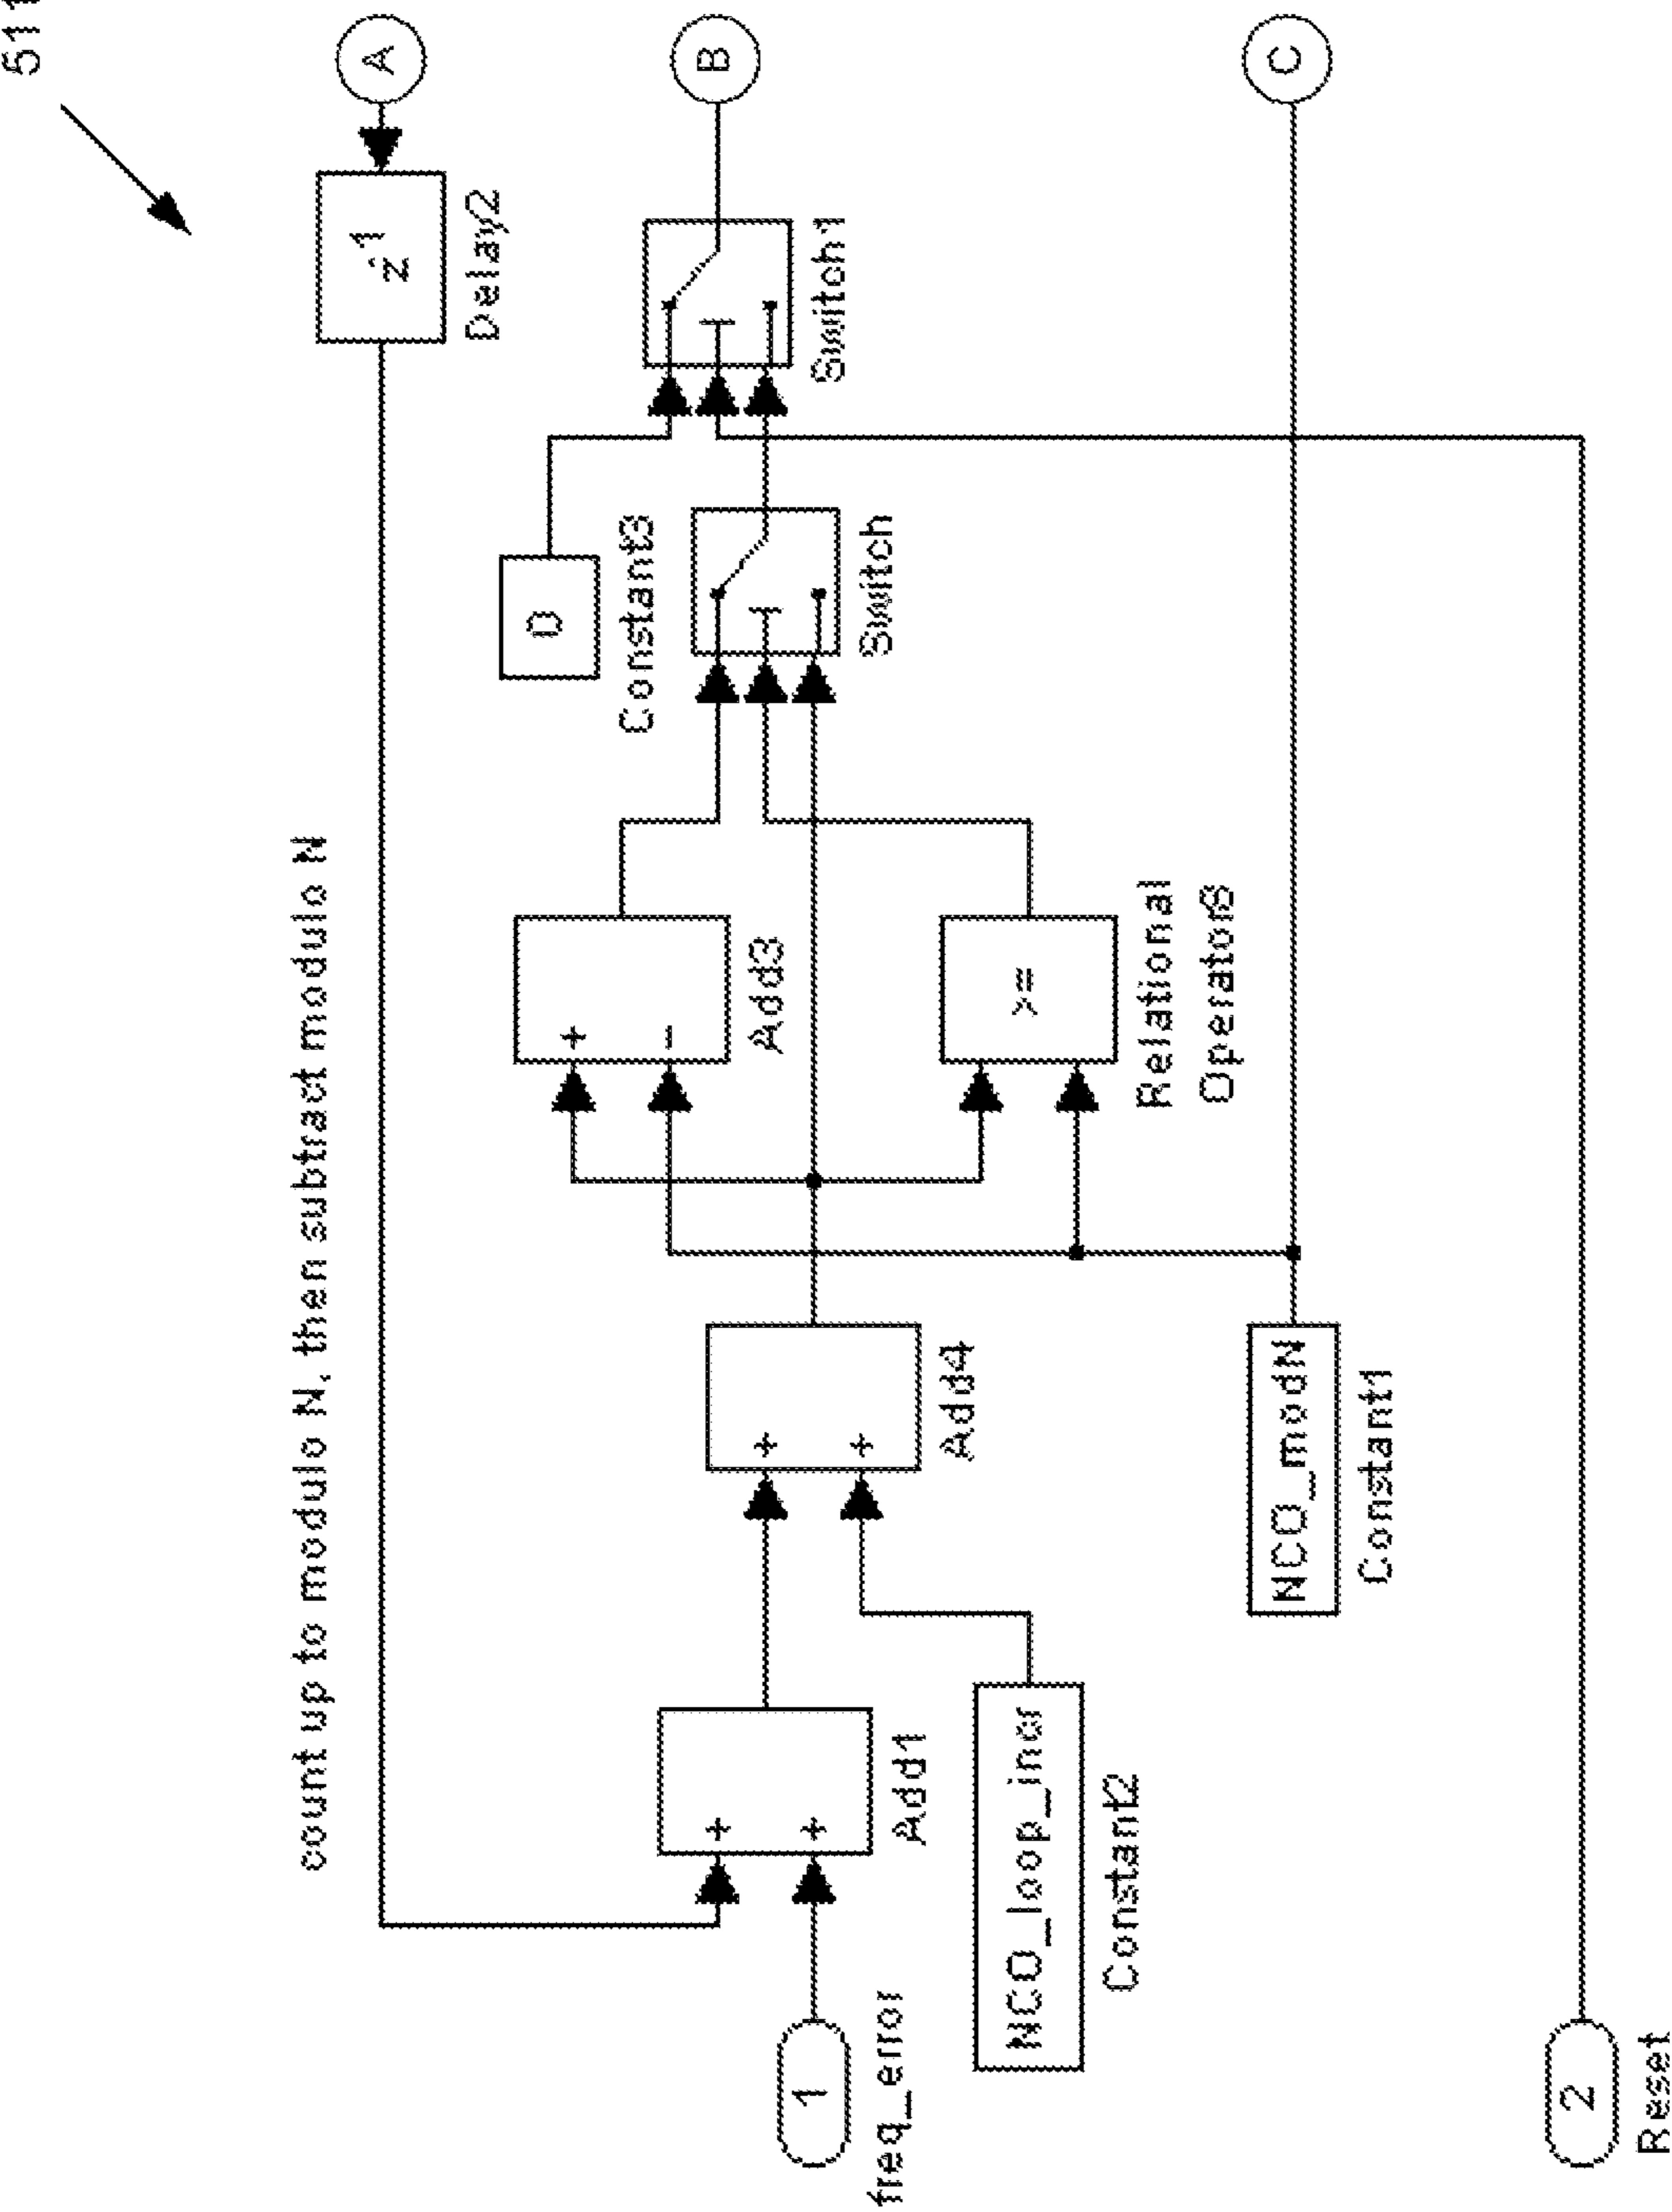 511
count up to modulo N, then subtract modulo N
A
z-1
Delay2
0
Constant3
B
Switch1
Switch
+
-
Add3
>=
Relational
Operator8
+
+
Add4
+
+
Add1
1
freq_error
NCO_loop_incr
Constant2
NCO_modN
Constant1
C
2
Reset